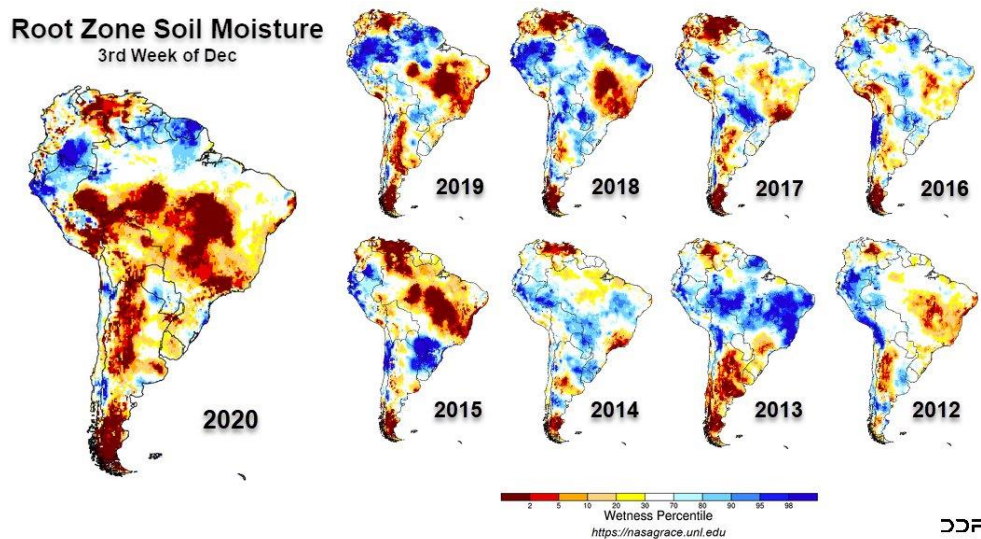 Root Zone Soil Moisture
3rd Week of Dec
2020
2019
2018
2017
2016
2015
2014
2013
2012
2 5 10 20 30 70 80 90 95 98
Wetness Percentile
https://nasagrace.unl.edu
DDF